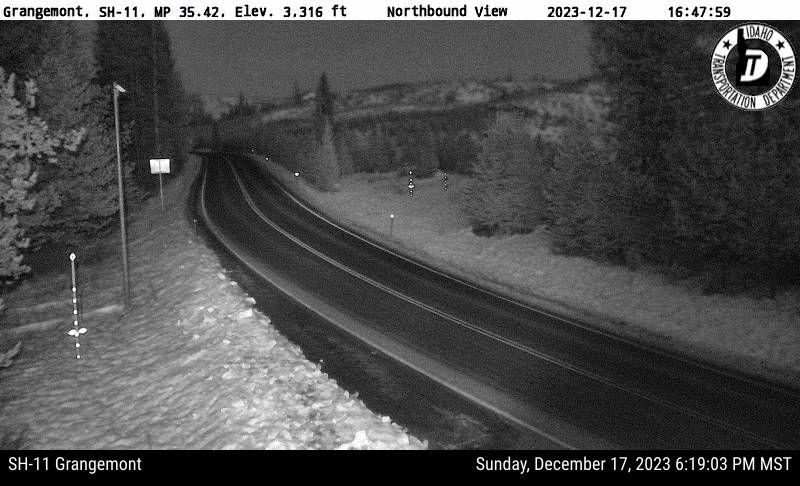 Grangemont, SH-11, MP 35.42, Elev. 3,316 ft Northbound View 2023-12-17 16:47:59
IDAHO
TRANSPORTATION DEPARTMENT
SH-11 Grangemont Sunday, December 17, 2023 6:19:03 PM MST